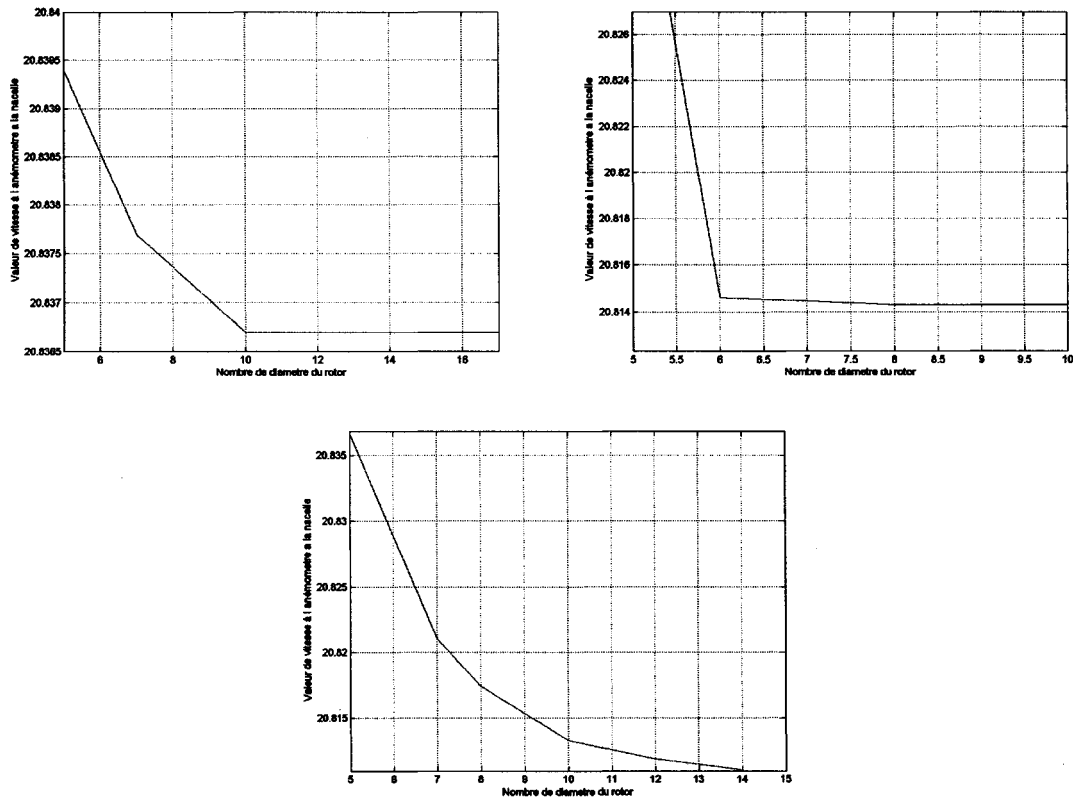 20.84
20.8395
20.839
20.8385
20.838
20.8375
20.837
20.8365
Valeur de vitesse à l anémometre a la nacelle
6 8 10 12 14 16
Nombre de diametre du rotor
20.826
20.824
20.822
20.82
20.818
20.816
20.814
Valeur de vitesse à l anémometre a la nacelle
5 5.5 6 6.5 7 7.5 8 8.5 9 9.5 10
Nombre de diametre du rotor
20.835
20.83
20.825
20.82
20.815
Valeur de vitesse à l anémometre a la nacelle
5 6 7 8 9 10 11 12 13 14 15
Nombre de diametre du rotor